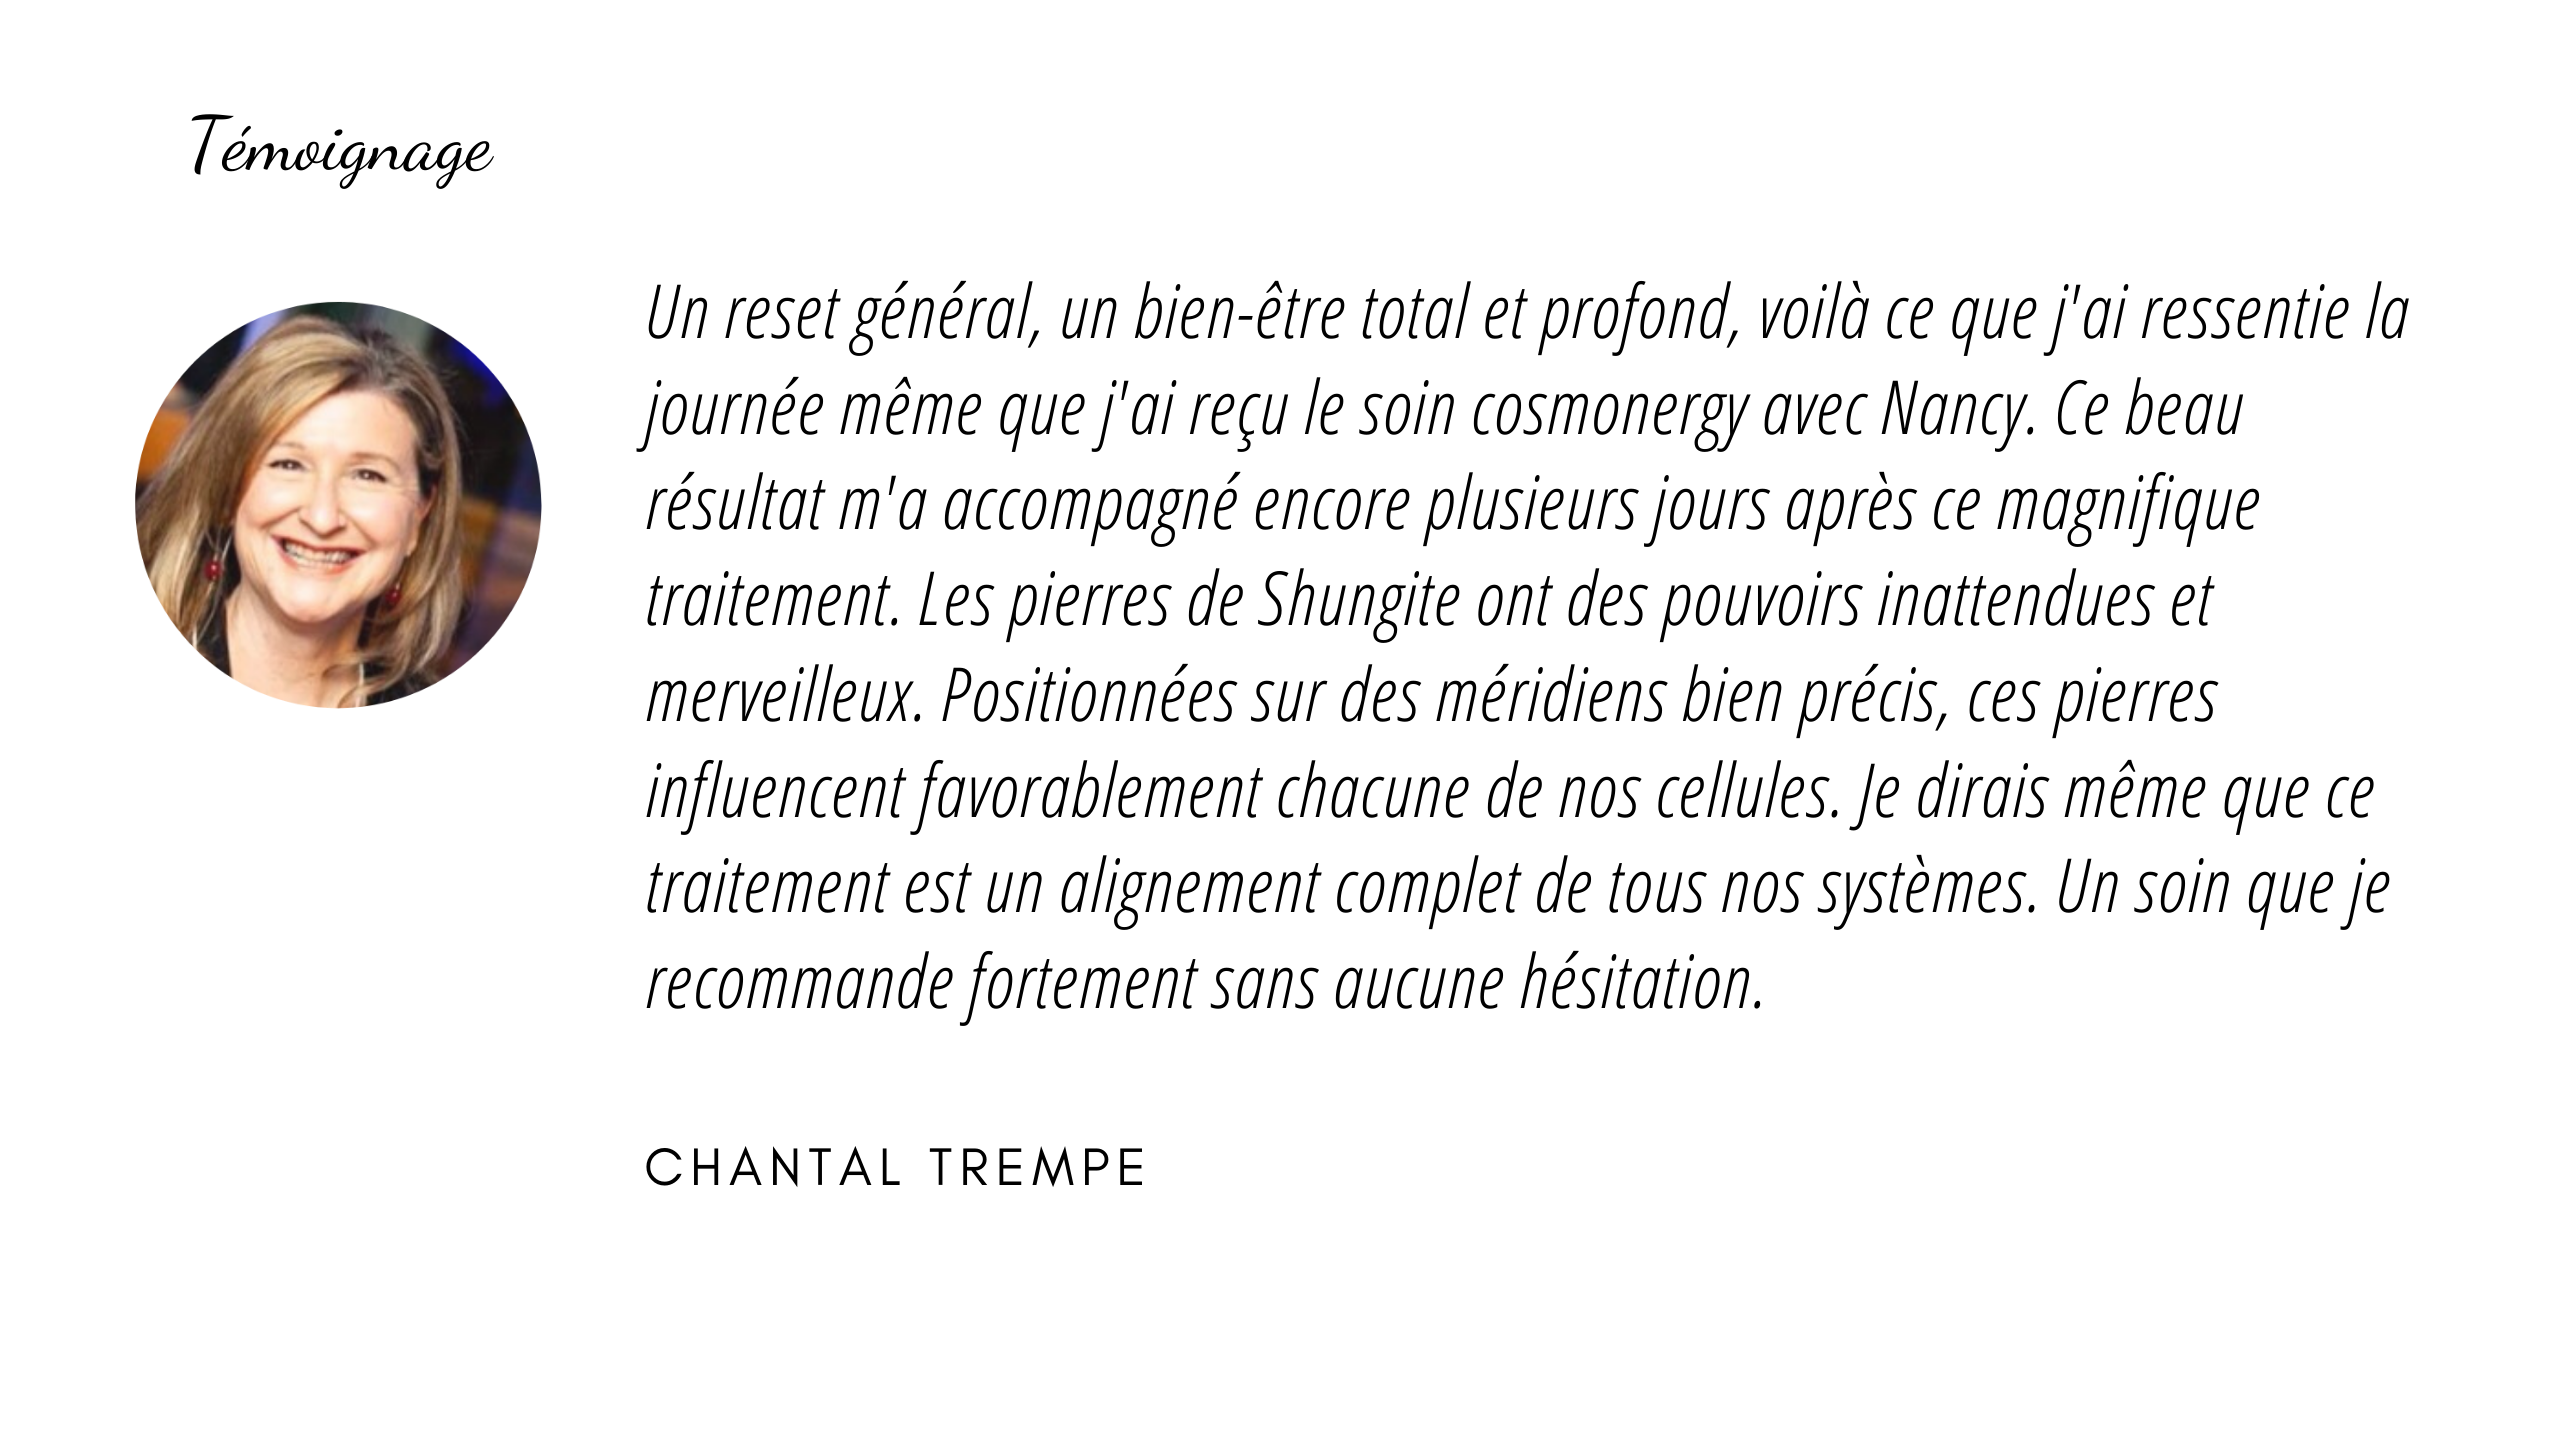 Témoignage
Un reset général, un bien-être total et profond, voilà ce que j'ai ressentie la
journée même que j'ai reçu le soin cosmonergy avec Nancy. Ce beau
résultat m'a accompagné encore plusieurs jours après ce magnifique
traitement. Les pierres de Shungite ont des pouvoirs inattendues et
merveilleux. Positionnées sur des méridiens bien précis, ces pierres
influencent favorablement chacune de nos cellules. Je dirais même que ce
traitement est un alignement complet de tous nos systèmes. Un soin que je
recommande fortement sans aucune hésitation.
CHANTAL TREMPE